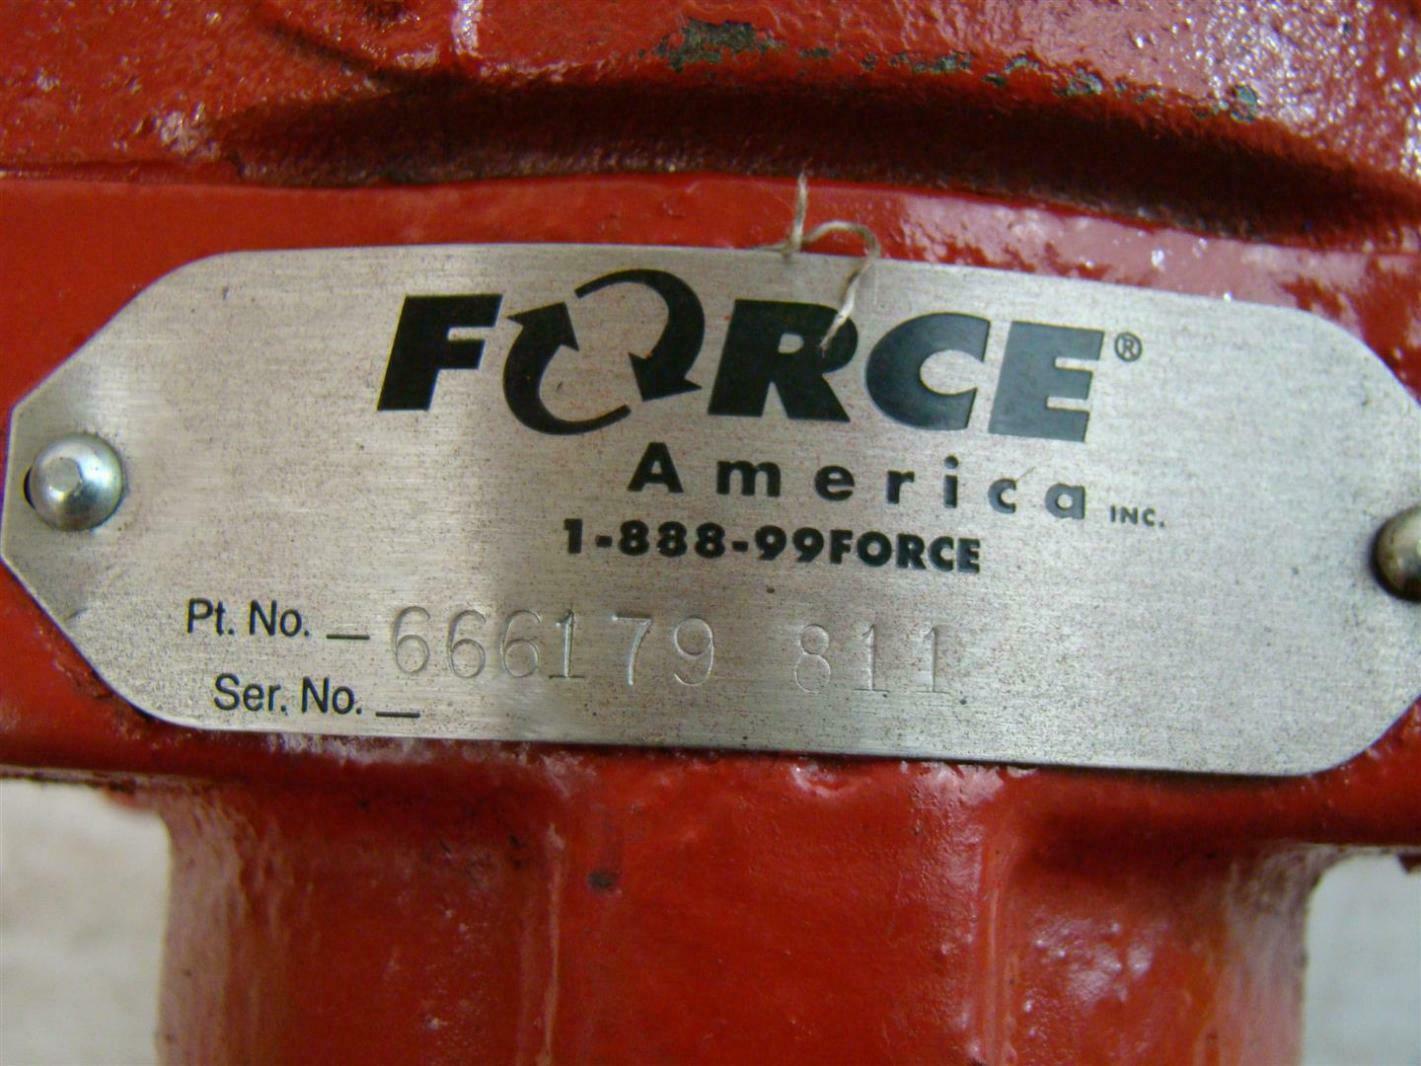 FORCE®
America INC.
1-888-99FORCE
Pt. No. 666179 811
Ser. No.